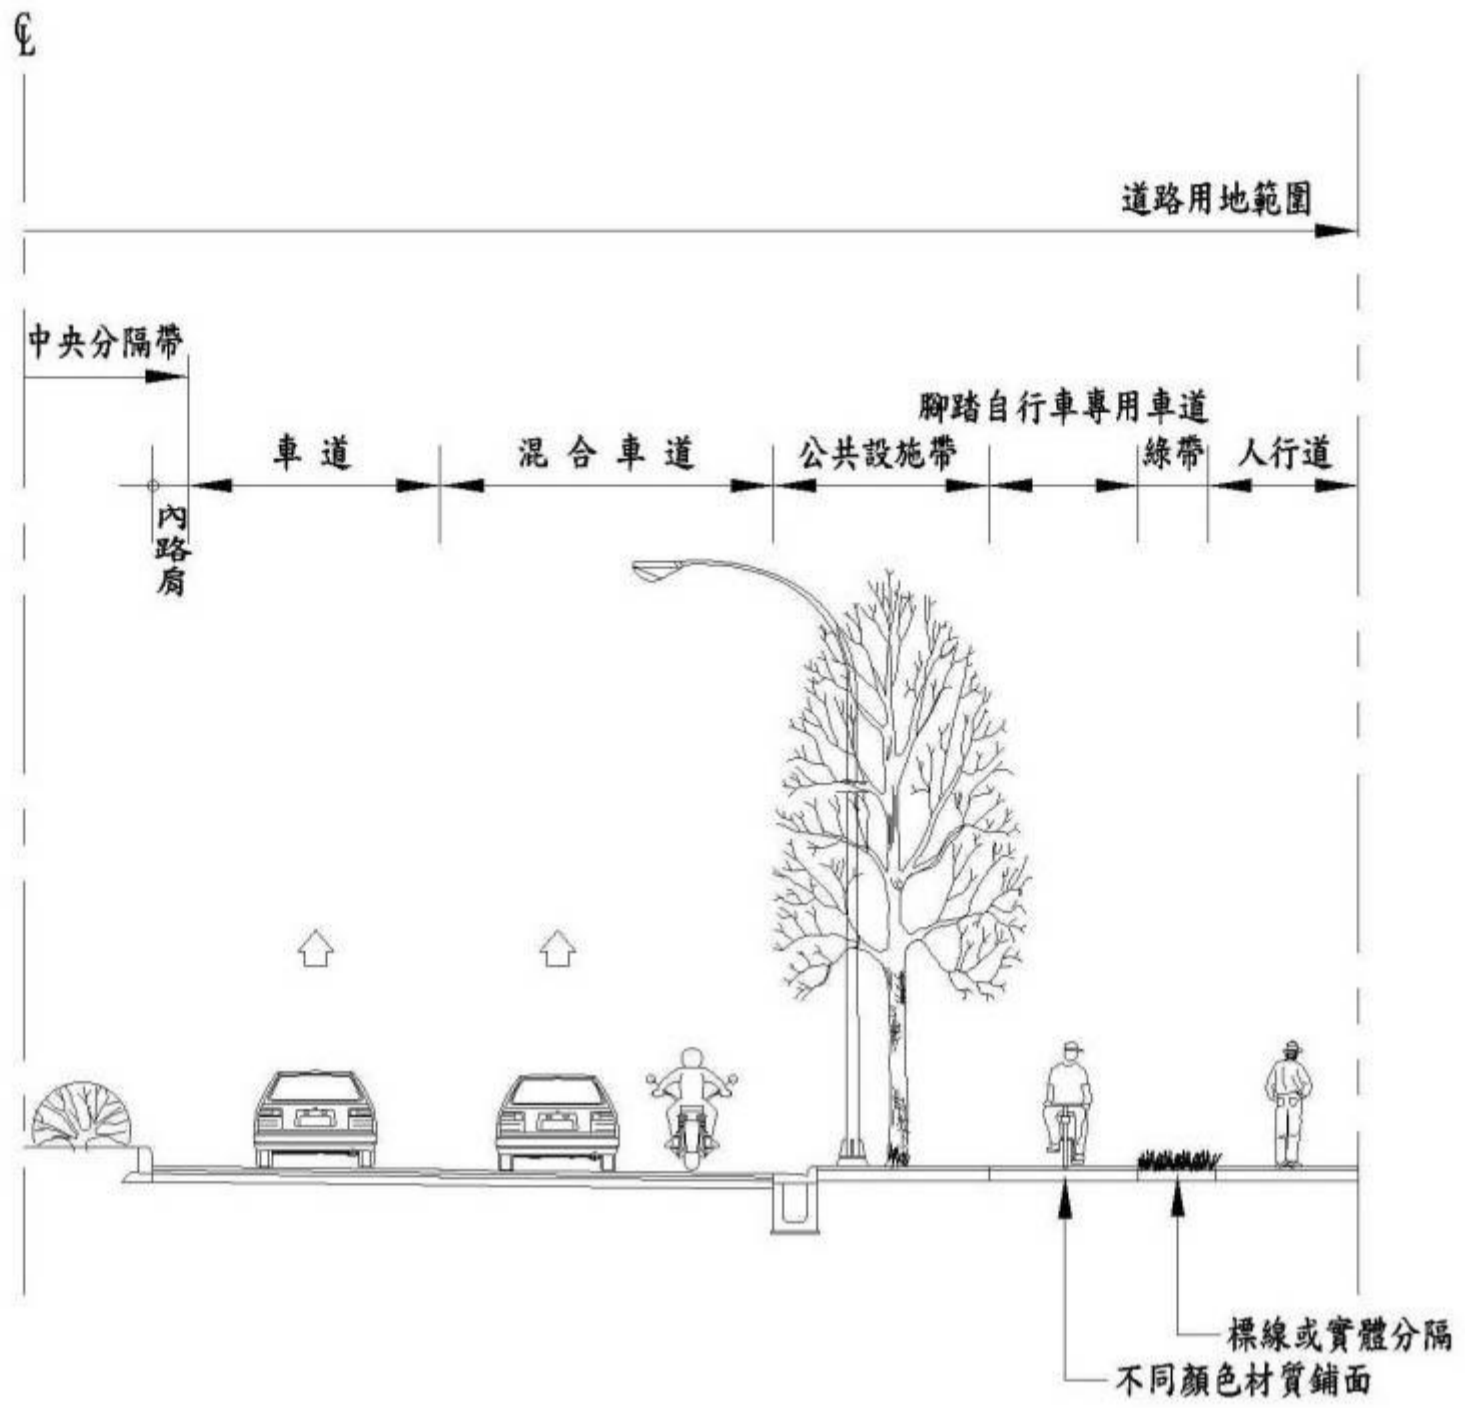 ℄
道路用地範圍
中央分隔帶
腳踏自行車專用車道
車道
混合車道
公共設施帶
綠帶
人行道
內路肩
標線或實體分隔
不同顏色材質鋪面